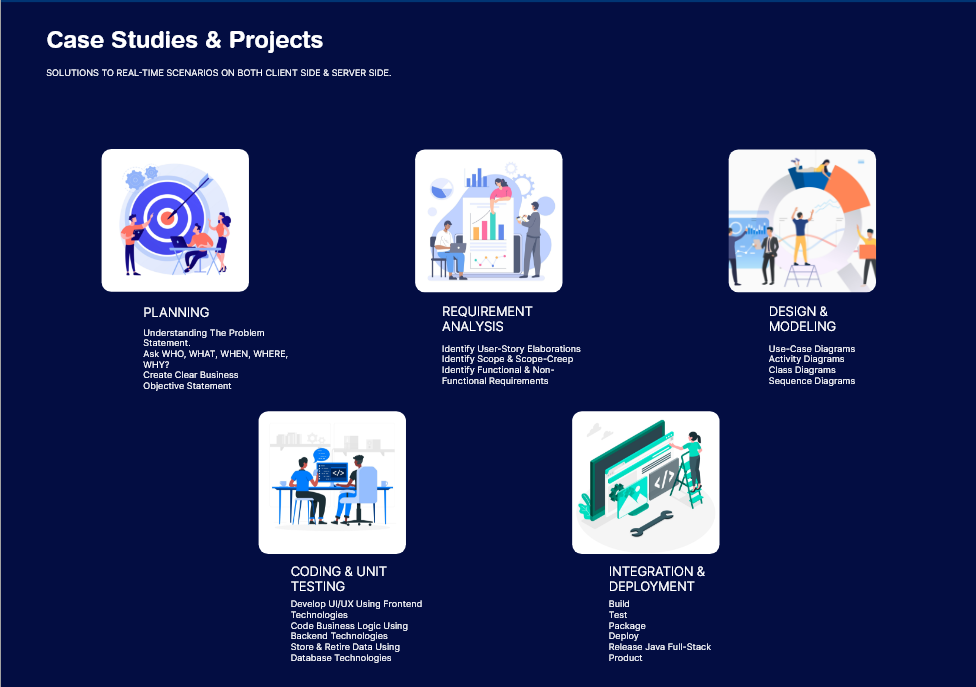 Case Studies & Projects
SOLUTIONS TO REAL-TIME SCENARIOS ON BOTH CLIENT SIDE & SERVER SIDE.
PLANNING
Understanding The Problem
Statement.
Ask WHO, WHAT, WHEN, WHERE,
WHY?
Create Clear Business
Objective Statement
REQUIREMENT
ANALYSIS
Identify User-Story Elaborations
Identify Scope & Scope-Creep
Identify Functional & Non-
Functional Requirements
DESIGN &
MODELING
Use-Case Diagrams
Activity Diagrams
Class Diagrams
Sequence Diagrams
</>
CODING & UNIT
TESTING
Develop UI/UX Using Frontend
Technologies
Code Business Logic Using
Backend Technologies
Store & Retire Data Using
Database Technologies
</>
INTEGRATION &
DEPLOYMENT
Build
Test
Package
Deploy
Release Java Full-Stack
Product